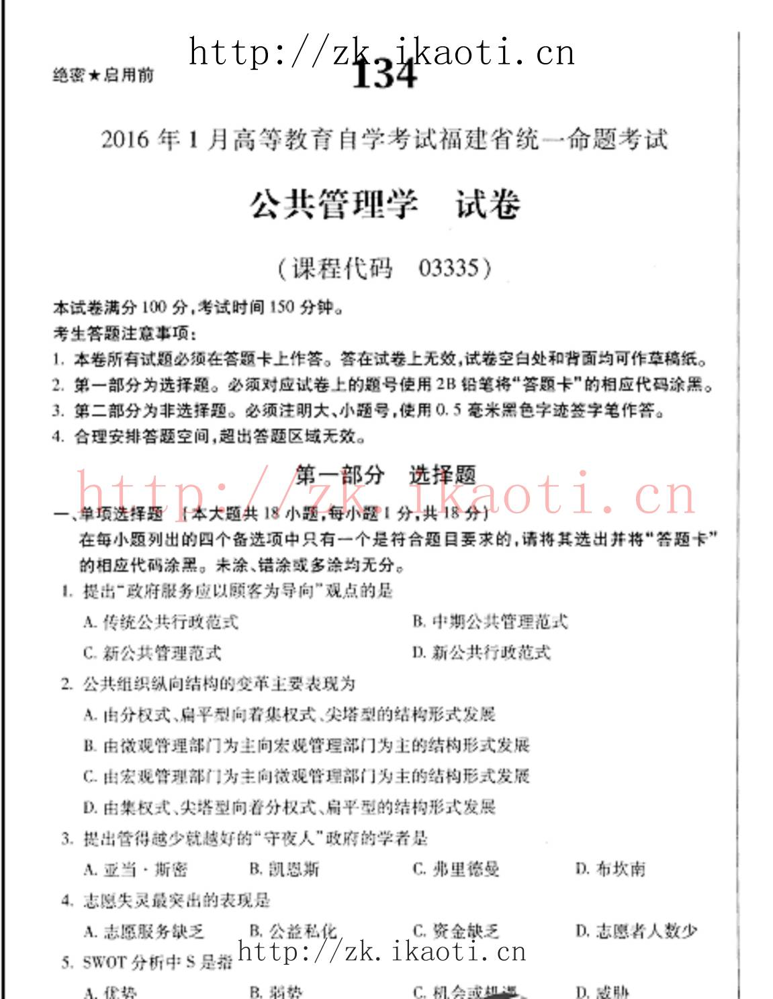 http://zk.ikaoti.cn
绝密★启用前
134
2016 年 1 月高等教育自学考试福建省统一命题考试
公共管理学 试卷
(课程代码 03335)
本试卷满分 100 分,考试时间 150 分钟。
考生答题注意事项:
1. 本卷所有试题必须在答题卡上作答。答在试卷上无效,试卷空白处和背面均可作草稿纸。
2. 第一部分为选择题。必须对应试卷上的题号使用 2B 铅笔将“答题卡”的相应代码涂黑。
3. 第二部分为非选择题。必须注明大、小题号,使用 0.5 毫米黑色字迹签字笔作答。
4. 合理安排答题空间,超出答题区域无效。
第一部分 选择题
http://zk.ikaoti.cn
一、单项选择题 (本大题共 18 小题,每小题 1 分,共 18 分)
在每小题列出的四个备选项中只有一个是符合题目要求的,请将其选出并将“答题卡”
的相应代码涂黑。未涂、错涂或多涂均无分。
1. 提出“政府服务应以顾客为导向”观点的是
A. 传统公共行政范式 B. 中期公共管理范式
C. 新公共管理范式 D. 新公共行政范式
2. 公共组织纵向结构的变革主要表现为
A. 由分权式、扁平型向着集权式、尖塔型的结构形式发展
B. 由微观管理部门为主向宏观管理部门为主的结构形式发展
C. 由宏观管理部门为主向微观管理部门为主的结构形式发展
D. 由集权式、尖塔型向着分权式、扁平型的结构形式发展
3. 提出管得越少就越好的“守夜人”政府的学者是
A. 亚当·斯密 B. 凯恩斯 C. 弗里德曼 D. 布坎南
4. 志愿失灵最突出的表现是
A. 志愿服务缺乏 B. 公益私化 C. 资金缺乏 D. 志愿者人数少
http://zk.ikaoti.cn
5. SWOT 分析中 S 是指
A. 优势 B. 弱势 C. 机会或机遇 D. 威胁